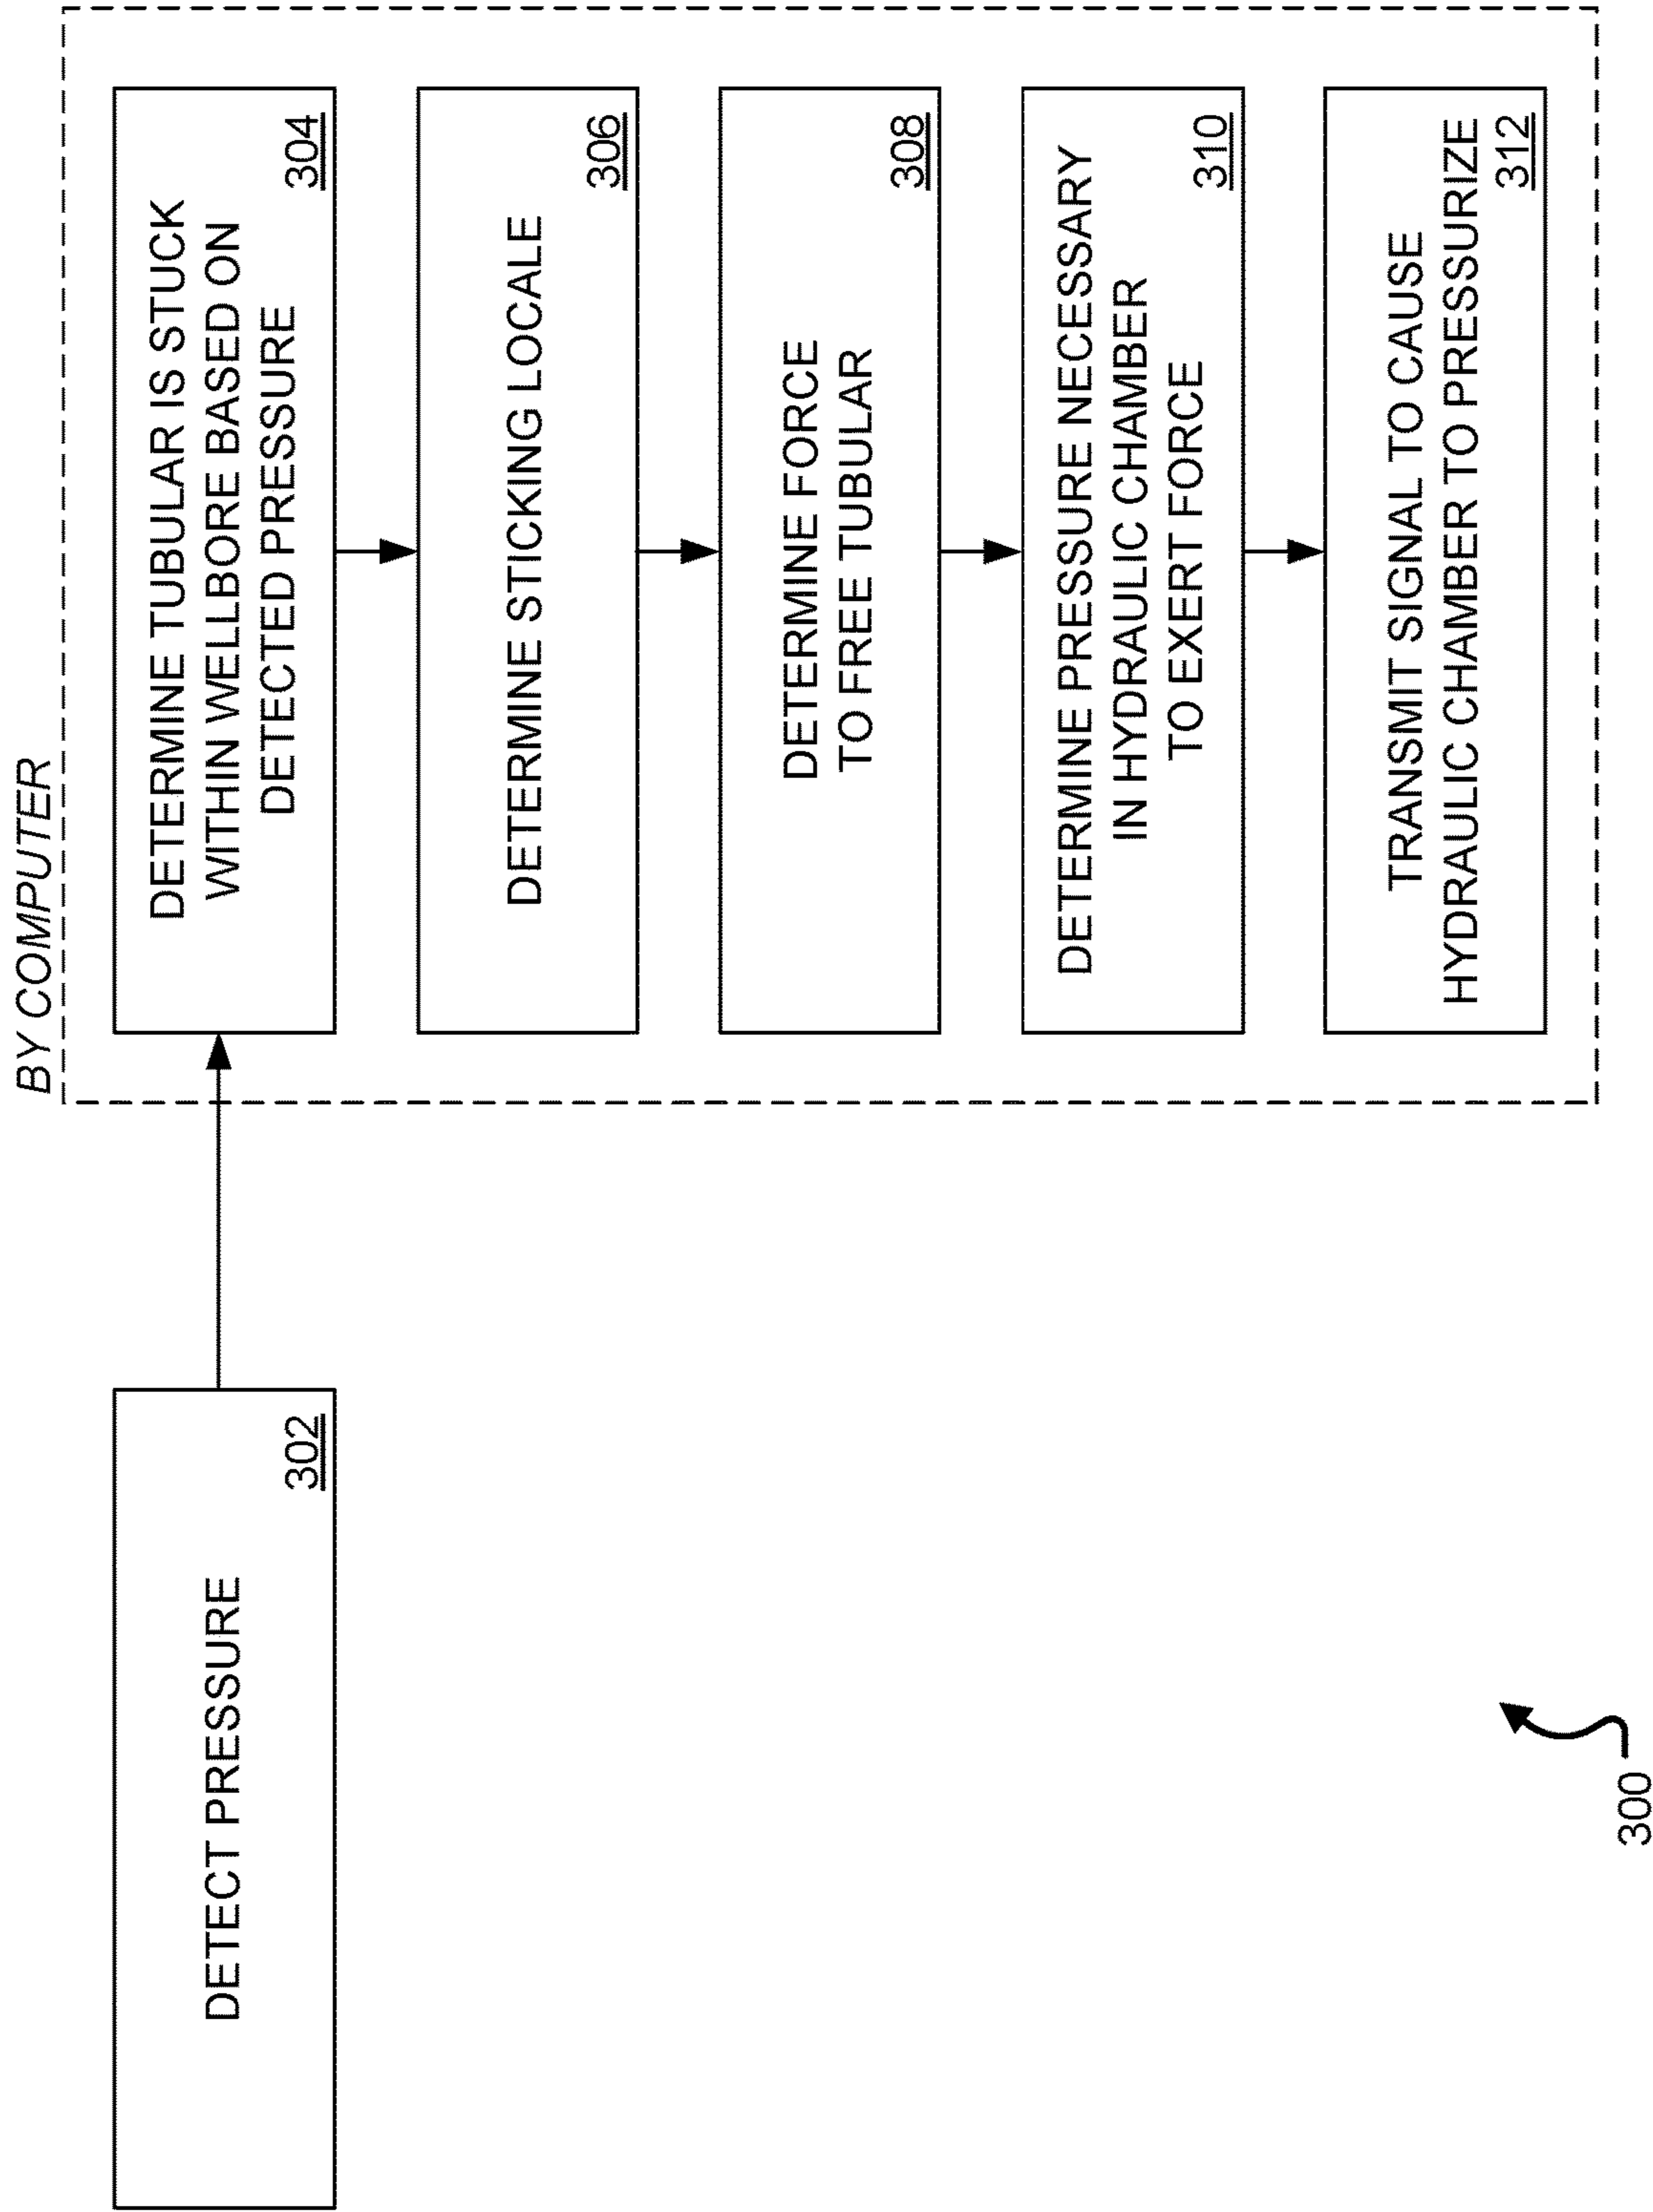 BY COMPUTER
DETECT PRESSURE
302
DETERMINE TUBULAR IS STUCK
WITHIN WELLBORE BASED ON
DETECTED PRESSURE
304
DETERMINE STICKING LOCALE
306
DETERMINE FORCE
TO FREE TUBULAR
308
DETERMINE PRESSURE NECESSARY
IN HYDRAULIC CHAMBER
TO EXERT FORCE
310
TRANSMIT SIGNAL TO CAUSE
HYDRAULIC CHAMBER TO PRESSURIZE
312
300